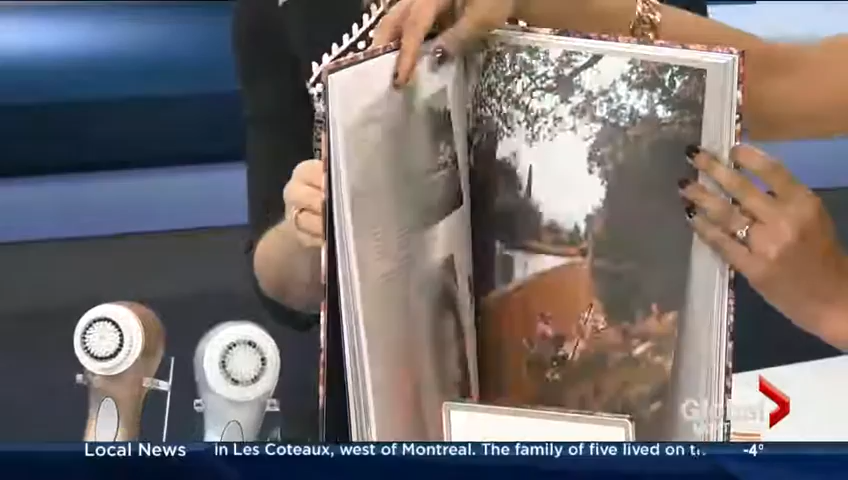 Global
Local News in Les Coteaux, west of Montreal. The family of five lived on t -4°